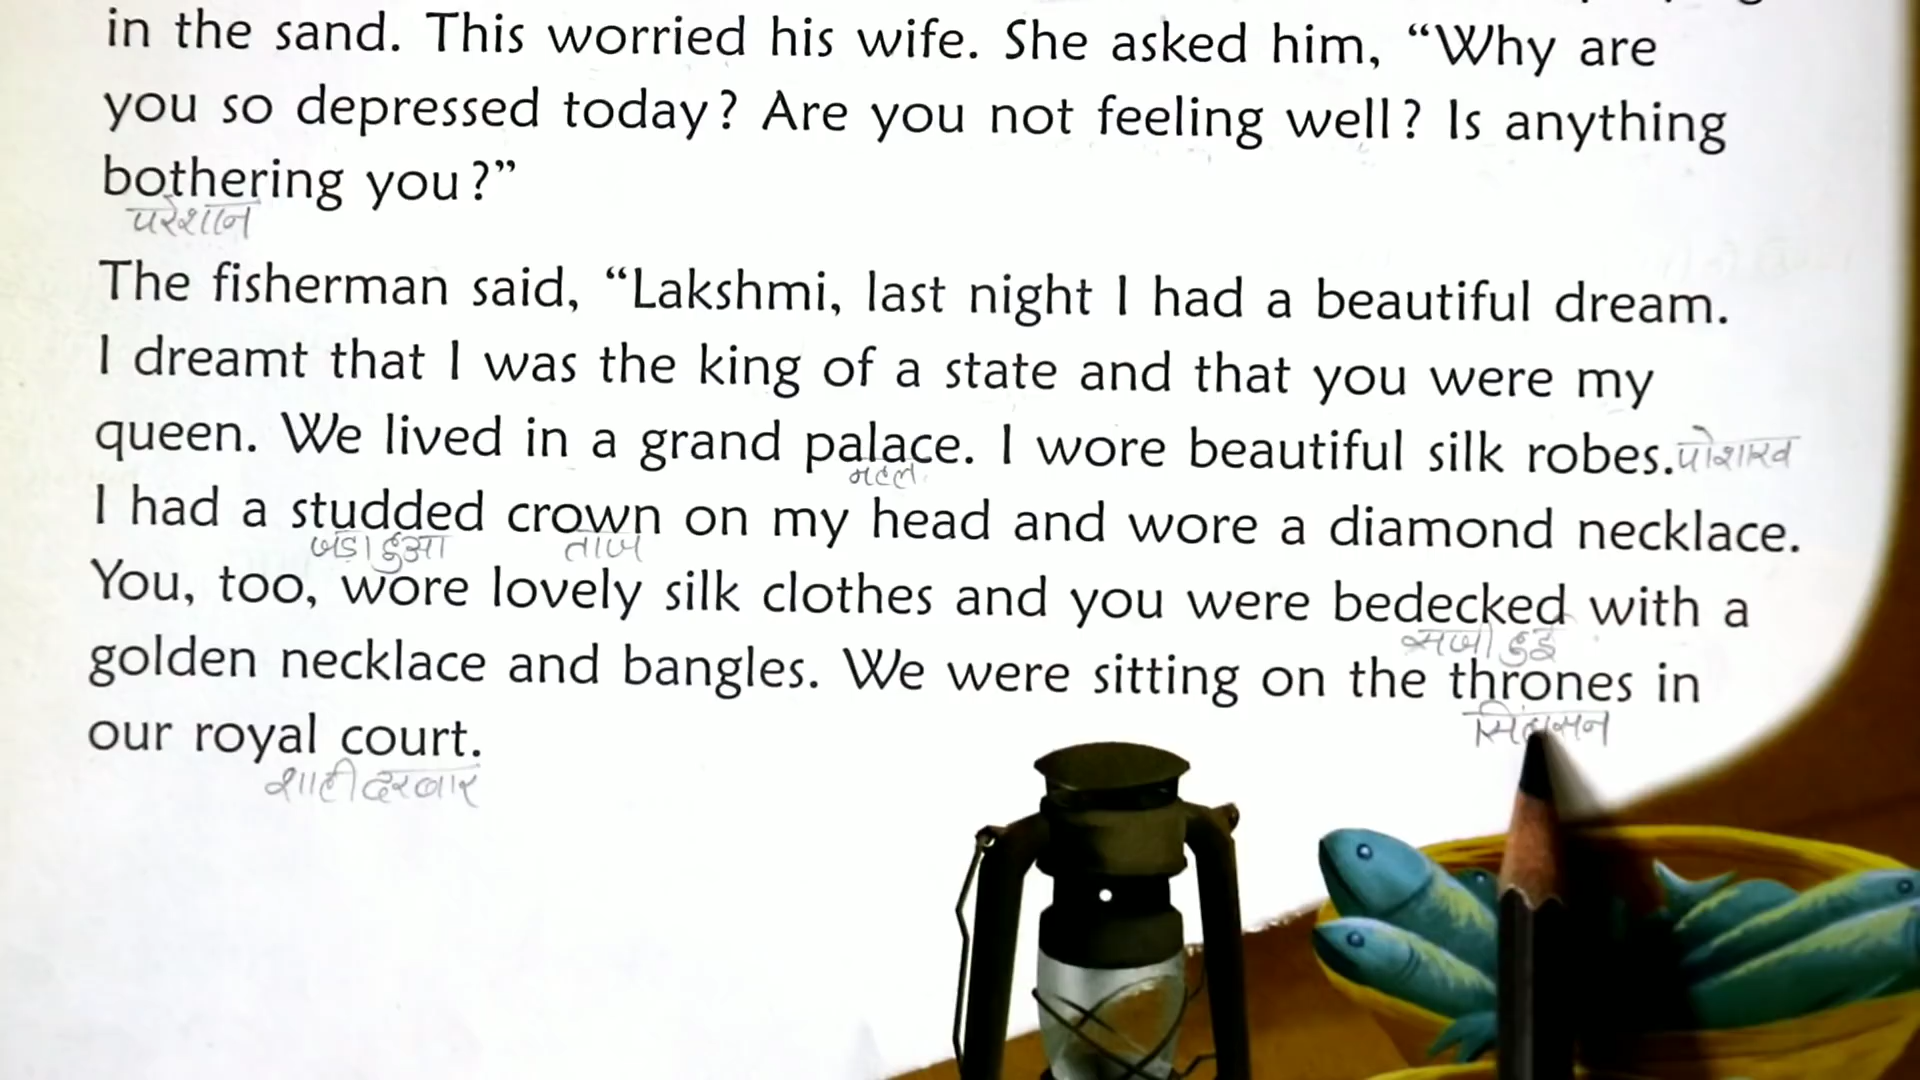 in the sand. This worried his wife. She asked him, “Why are
you so depressed today? Are you not feeling well? Is anything
bothering you?”
परेशान
The fisherman said, “Lakshmi, last night I had a beautiful dream.
I dreamt that I was the king of a state and that you were my
queen. We lived in a grand palace. I wore beautiful silk robes. पोशाक
महल
I had a studded crown on my head and wore a diamond necklace.
जड़ा हुआ ताज
You, too, wore lovely silk clothes and you were bedecked with a
सजी हुई
golden necklace and bangles. We were sitting on the thrones in
सिंहासन
our royal court.
शाही दरबार